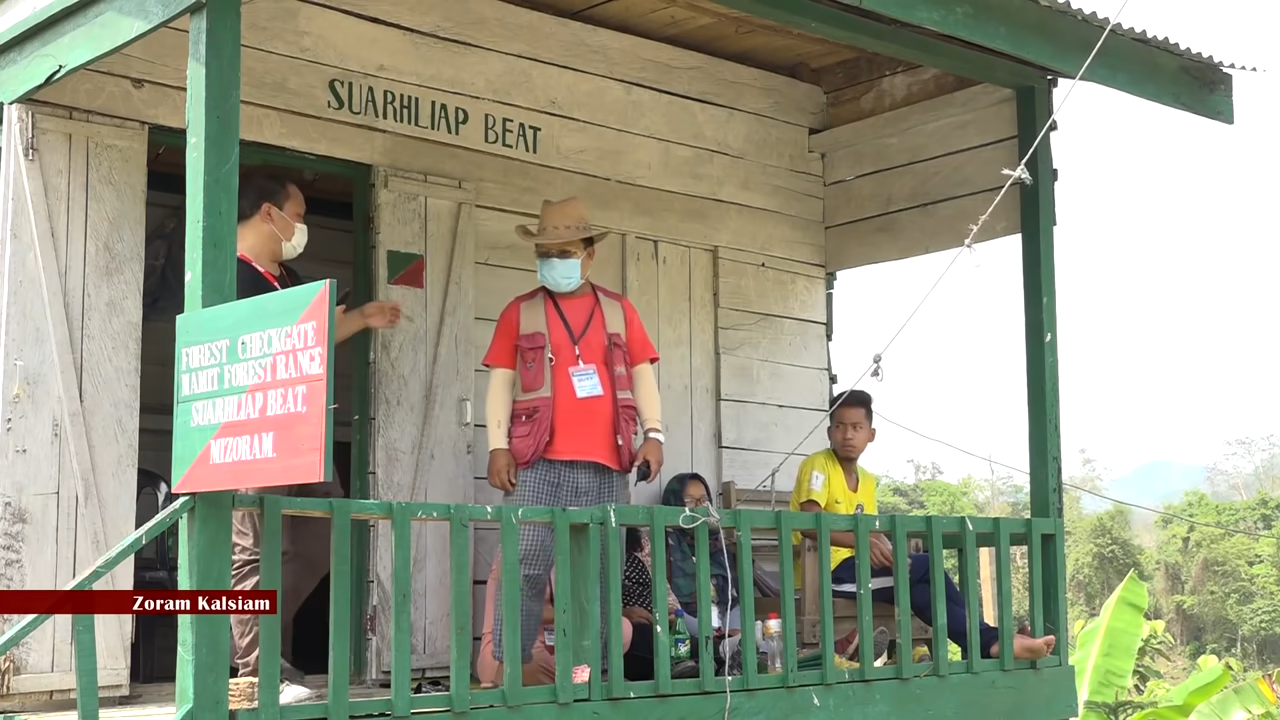 SUARHLIAP BEAT
FOREST CHECKGATE
MAMIT FOREST RANGE
SUARHLIAP BEAT,
MIZORAM.
Zoram Kalsiam